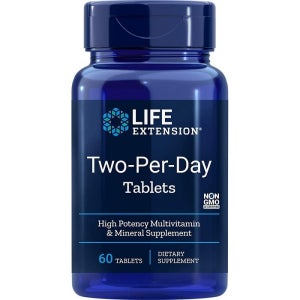 LIFE
EXTENSION®
Two-Per-Day
Tablets
NON
GMO
High Potency Multivitamin
& Mineral Supplement
60 TABLETS
DIETARY
SUPPLEMENT